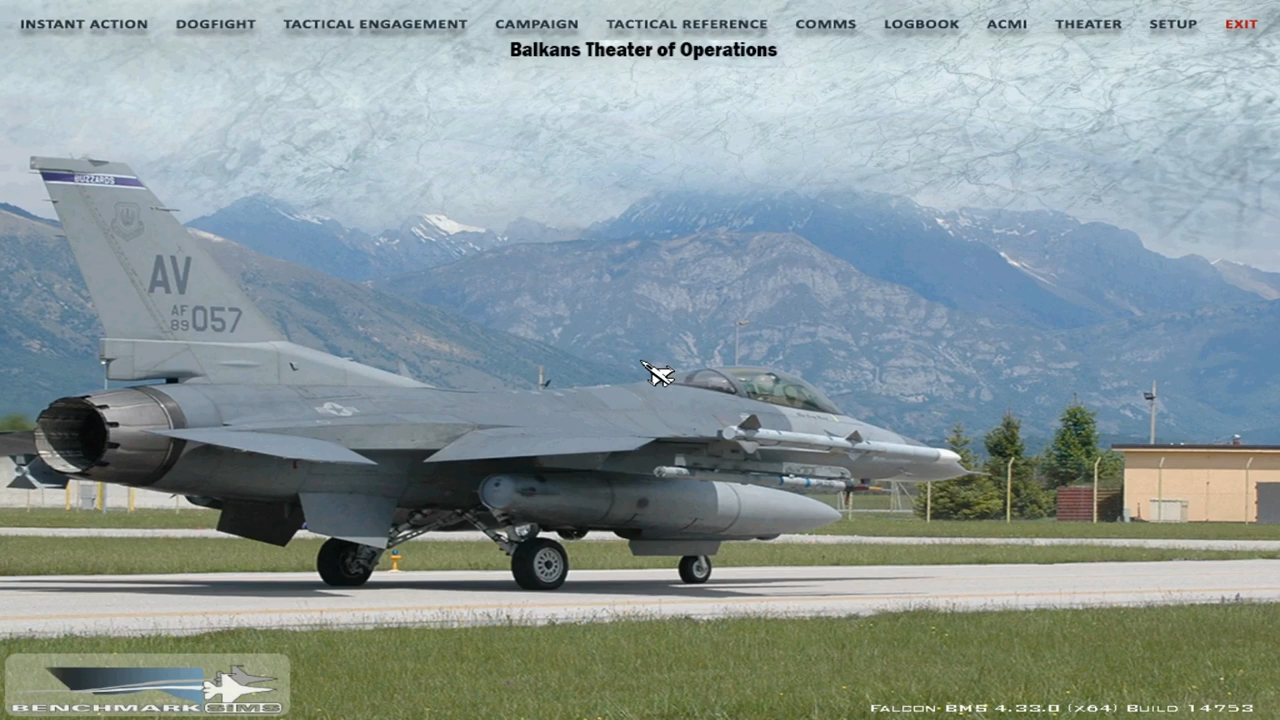 INSTANT ACTION DOGFIGHT TACTICAL ENGAGEMENT CAMPAIGN TACTICAL REFERENCE COMMS LOGBOOK ACMI THEATER SETUP EXIT
Balkans Theater of Operations
BUZZARDS
AV
AF
89 057
BENCHMARK SIMS
FALCON BMS 4.33.0 (x64) BUILD 14753